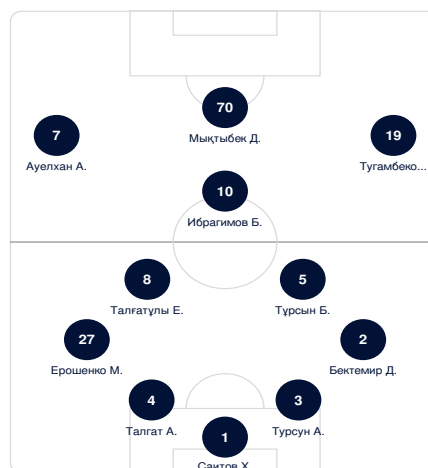 70
Мықтыбек Д.
7
Ауелхан А.
19
Тугамбеко...
10
Ибрагимов Б.
8
Талғатұлы Е.
5
Тұрсын Б.
27
Ерошенко М.
2
Бектемир Д.
4
Талгат А.
3
Турсун А.
1
Саитов Х.